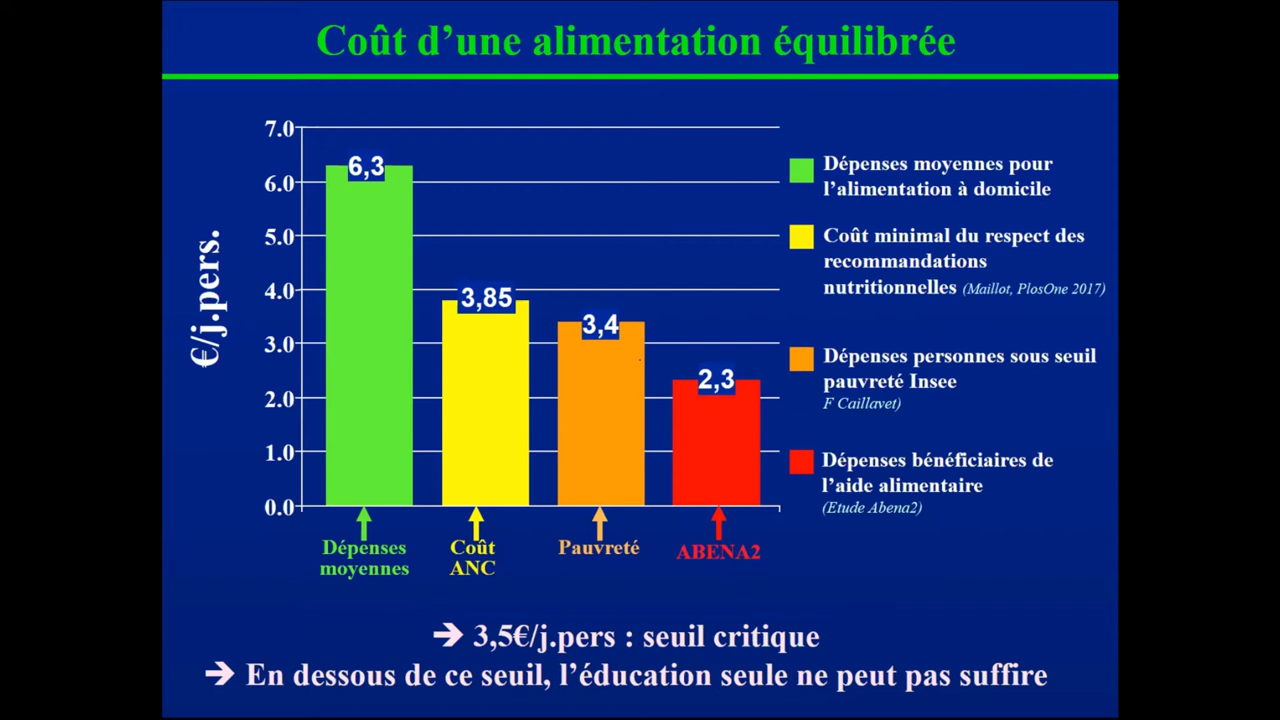 Coût d’une alimentation équilibrée
€/j.pers.
7.0
6.0
5.0
4.0
3.0
2.0
1.0
0.0
6,3
3,85
3,4
2,3
Dépenses
moyennes
Coût
ANC
Pauvreté
ABENA2
Dépenses moyennes pour
l’alimentation à domicile
Coût minimal du respect des
recommandations
nutritionnelles (Maillot, PlosOne 2017)
Dépenses personnes sous seuil
pauvreté Insee
F Caillavet)
Dépenses bénéficiaires de
l’aide alimentaire
(Etude Abena2)
➔ 3,5€/j.pers : seuil critique
➔ En dessous de ce seuil, l’éducation seule ne peut pas suffire